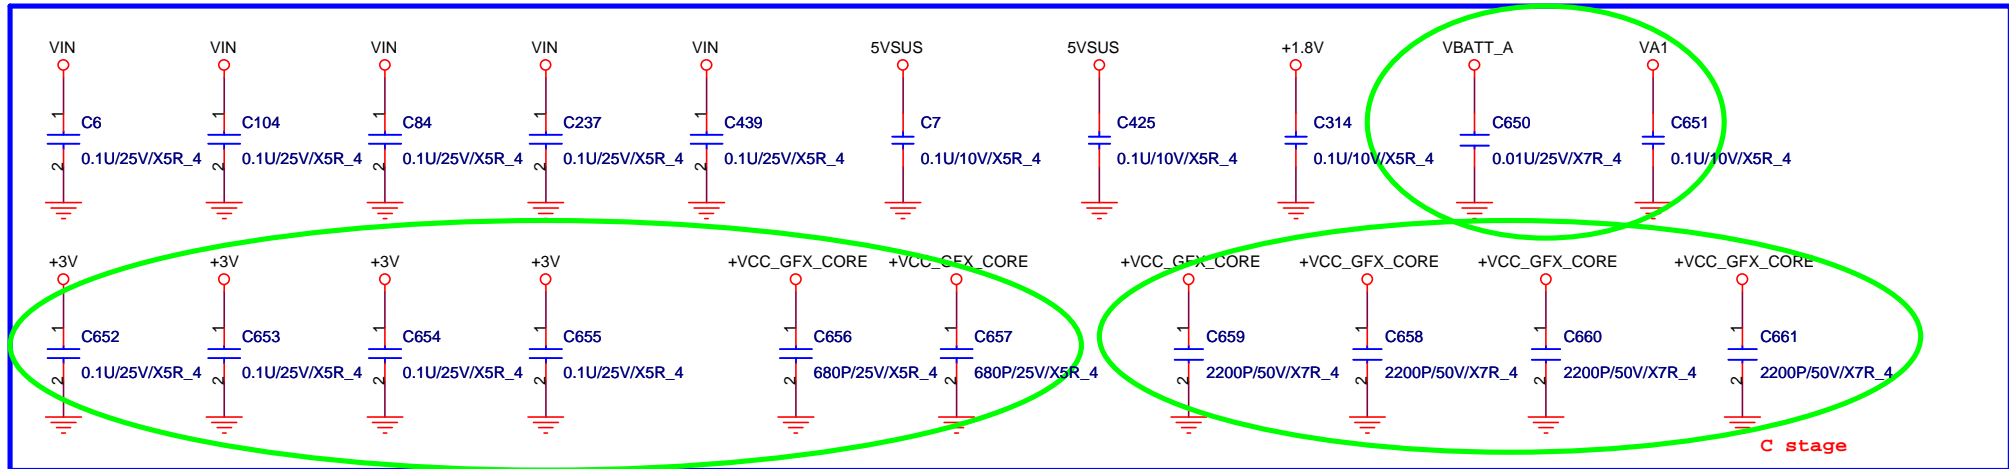 VIN VIN VIN VIN VIN 5VSUS 5VSUS +1.8V VBATT_A VA1
1 1 1 1 1
C6 C104 C84 C237 C439 C7 C425 C314 C650 C651
0.1U/25V/X5R_4 0.1U/25V/X5R_4 0.1U/25V/X5R_4 0.1U/25V/X5R_4 0.1U/25V/X5R_4 0.1U/10V/X5R_4 0.1U/10V/X5R_4 0.1U/10V/X5R_4 0.01U/25V/X7R_4 0.1U/10V/X5R_4
2 2 2 2 2
+3V +3V +3V +3V +VCC_GFX_CORE +VCC_GFX_CORE +VCC_GFX_CORE +VCC_GFX_CORE +VCC_GFX_CORE +VCC_GFX_CORE
1 1 1 1 1 1 1 1 1 1
C652 C653 C654 C655 C656 C657 C659 C658 C660 C661
0.1U/25V/X5R_4 0.1U/25V/X5R_4 0.1U/25V/X5R_4 0.1U/25V/X5R_4 680P/25V/X5R_4 680P/25V/X5R_4 2200P/50V/X7R_4 2200P/50V/X7R_4 2200P/50V/X7R_4 2200P/50V/X7R_4
2 2 2 2 2 2 2 2 2 2
C stage